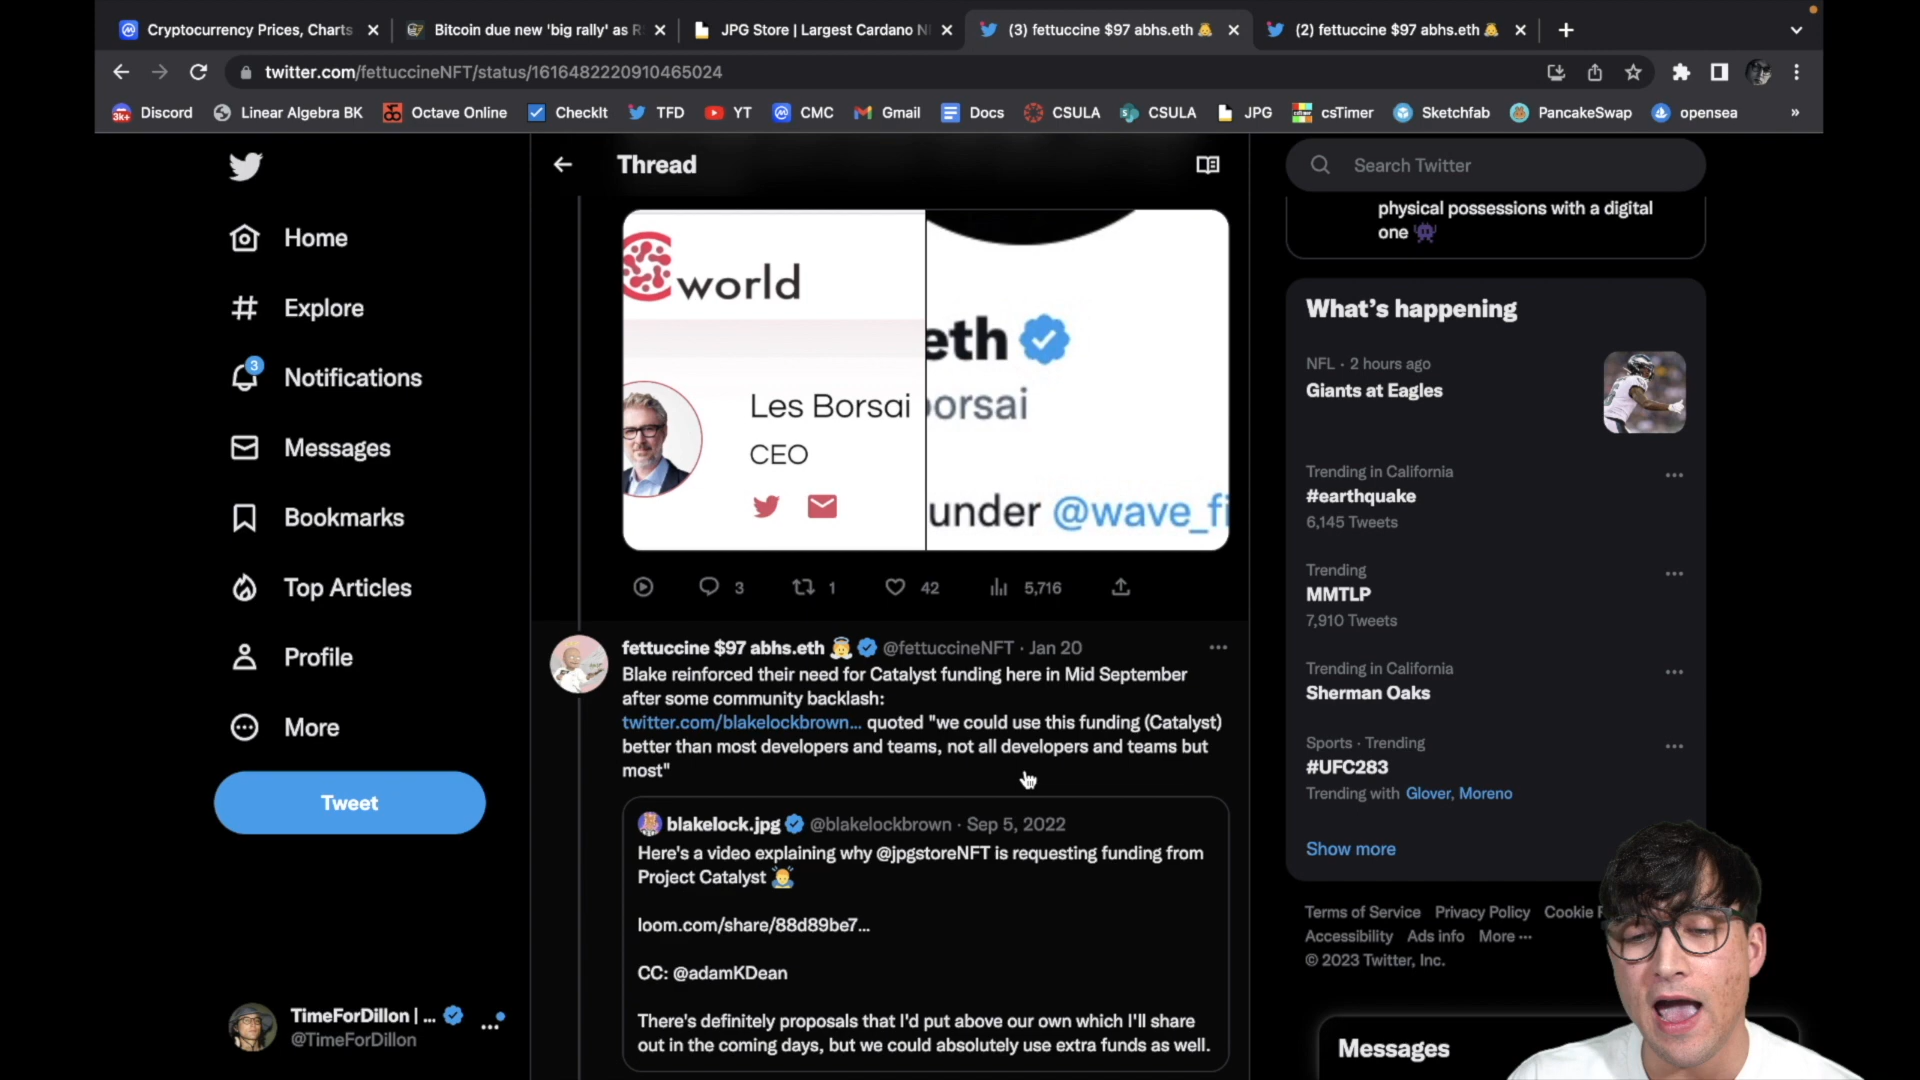 Cryptocurrency Prices, Charts
Bitcoin due new 'big rally' as R
JPG Store | Largest Cardano N
(3) fettuccine $97 abhs.eth
(2) fettuccine $97 abhs.eth
twitter.com/fettuccineNFT/status/1616482220910465024
3k+ Discord
Linear Algebra BK
Octave Online
CheckIt
TFD
YT
CMC
Gmail
Docs
CSULA
CSULA
JPG
csTimer
Sketchfab
PancakeSwap
opensea
»
Home
Explore
3
Notifications
Messages
Bookmarks
Top Articles
Profile
More
Tweet
TimeForDillon | ...
@TimeForDillon
Thread
world
Les Borsai
CEO
eth
orsai
under @wave_fi
3
1
42
5,716
fettuccine $97 abhs.eth @fettuccineNFT · Jan 20
Blake reinforced their need for Catalyst funding here in Mid September
after some community backlash:
twitter.com/blakelockbrown... quoted "we could use this funding (Catalyst)
better than most developers and teams, not all developers and teams but
most"
blakelock.jpg @blakelockbrown · Sep 5, 2022
Here's a video explaining why @jpgstoreNFT is requesting funding from
Project Catalyst
loom.com/share/88d89be7...
CC: @adamKDean
There's definitely proposals that I'd put above our own which I'll share
out in the coming days, but we could absolutely use extra funds as well.
Search Twitter
physical possessions with a digital
one
What's happening
NFL · 2 hours ago
Giants at Eagles
Trending in California
#earthquake
6,145 Tweets
Trending
MMTLP
7,910 Tweets
Trending in California
Sherman Oaks
Sports · Trending
#UFC283
Trending with Glover, Moreno
Show more
Terms of Service Privacy Policy Cookie
Accessibility Ads info More ···
© 2023 Twitter, Inc.
Messages